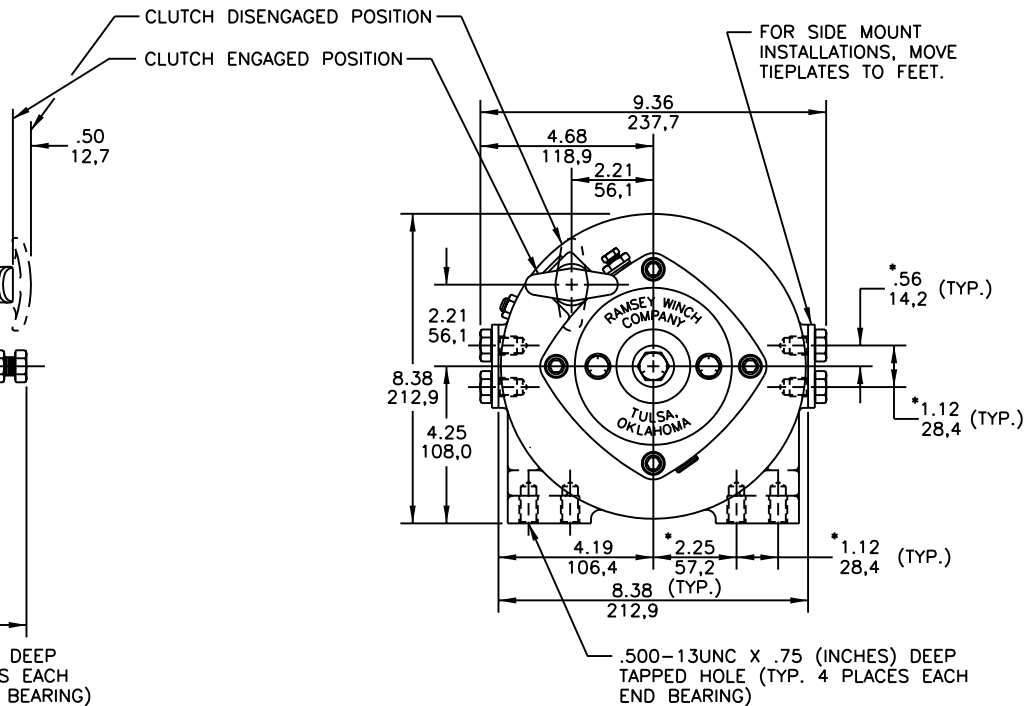 CLUTCH DISENGAGED POSITION
CLUTCH ENGAGED POSITION
FOR SIDE MOUNT
INSTALLATIONS, MOVE
TIEPLATES TO FEET.
.50
12,7
9.36
237,7
4.68
118,9
2.21
56,1
*.56
14,2 (TYP.)
RAMSEY WINCH
COMPANY
2.21
56,1
8.38
212,9
*1.12
28,4 (TYP.)
TULSA,
OKLAHOMA
4.25
108,0
4.19
106,4
*2.25
57,2
(TYP.)
*1.12
28,4 (TYP.)
8.38
212,9
DEEP
S EACH
BEARING)
.500-13UNC X .75 (INCHES) DEEP
TAPPED HOLE (TYP. 4 PLACES EACH
END BEARING)